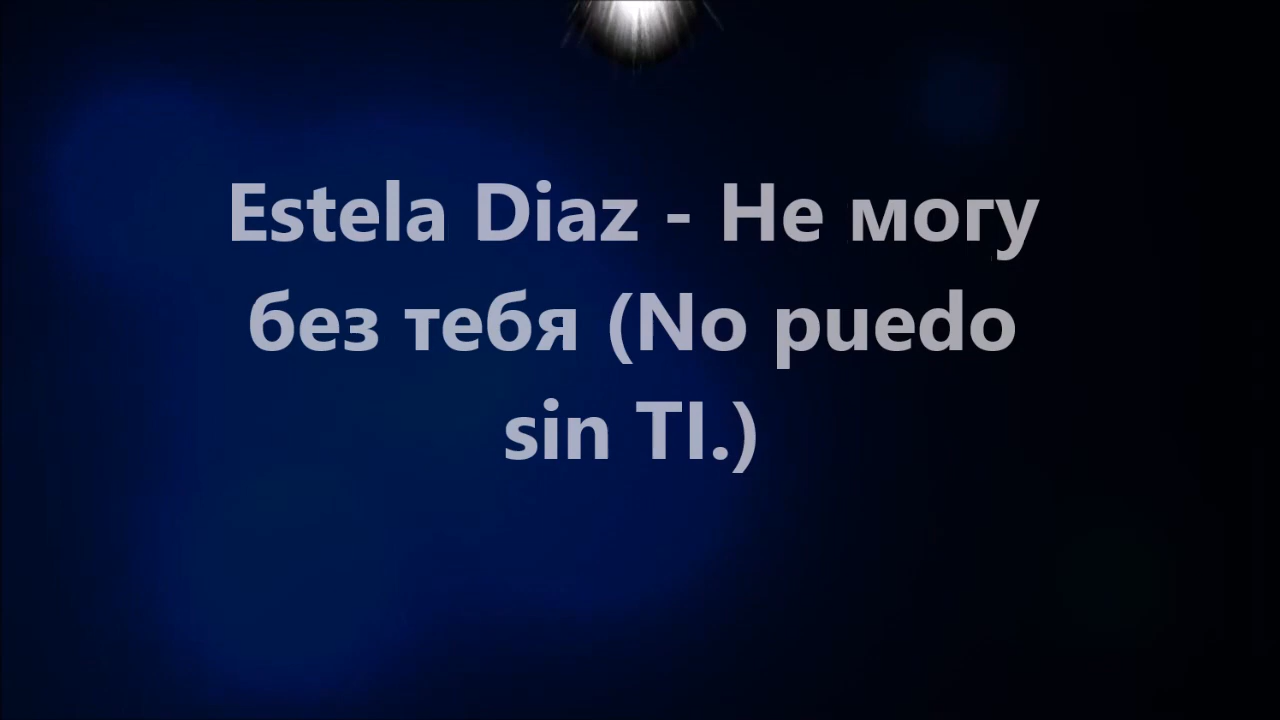 Estela Diaz - Не могу
без тебя (No puedo
sin TI.)